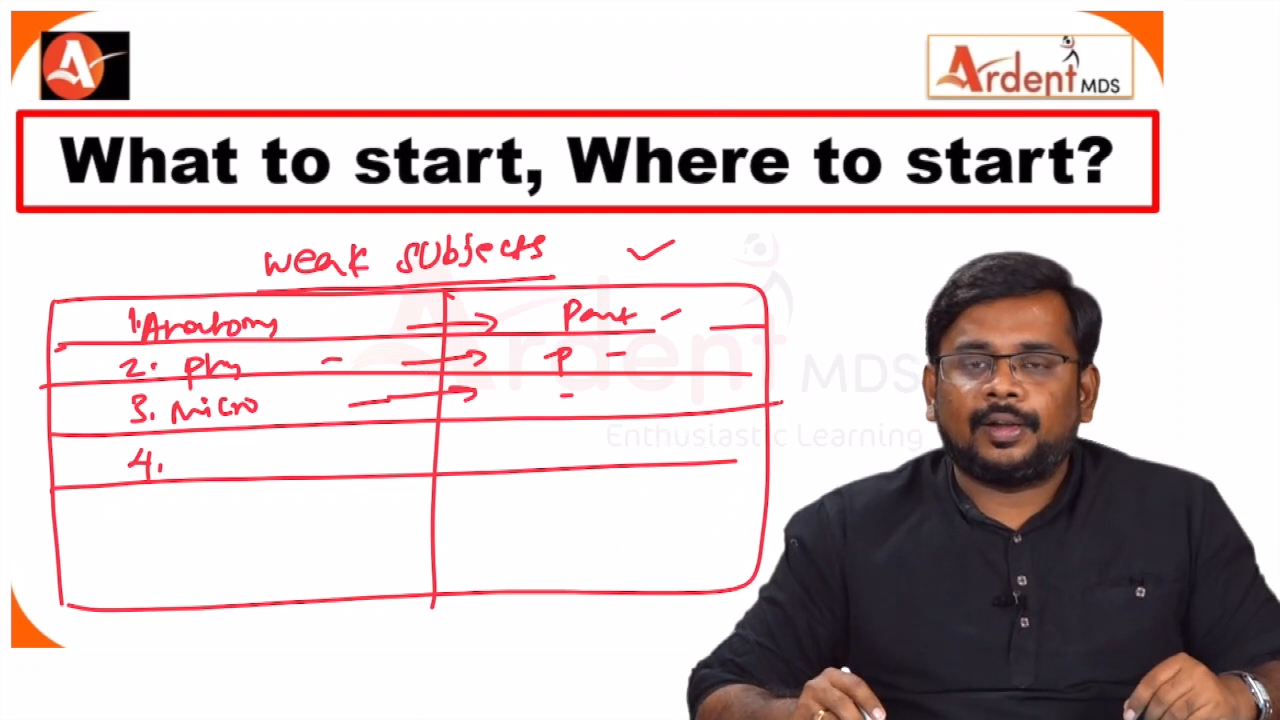 A
Ardent MDS
What to start, Where to start?
weak subjects
1. Anatomy → Part -
2. phy - → P -
3. micro → -
4.
Ardent MDS
Enthusiastic Learning